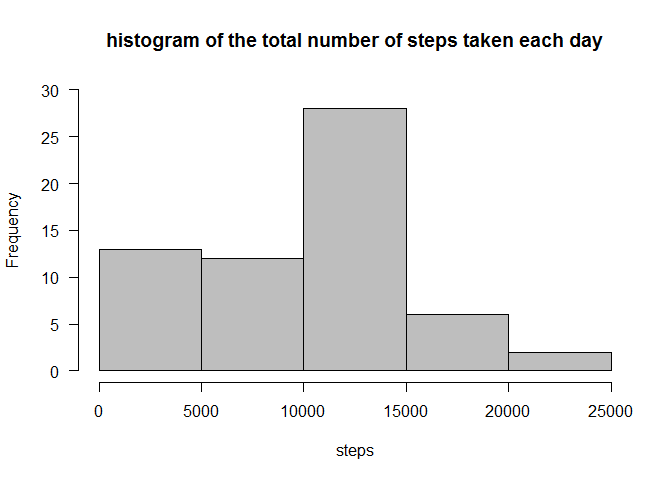 histogram of the total number of steps taken each day
30
25
20
15
10
5
0
Frequency
0 5000 10000 15000 20000 25000
steps